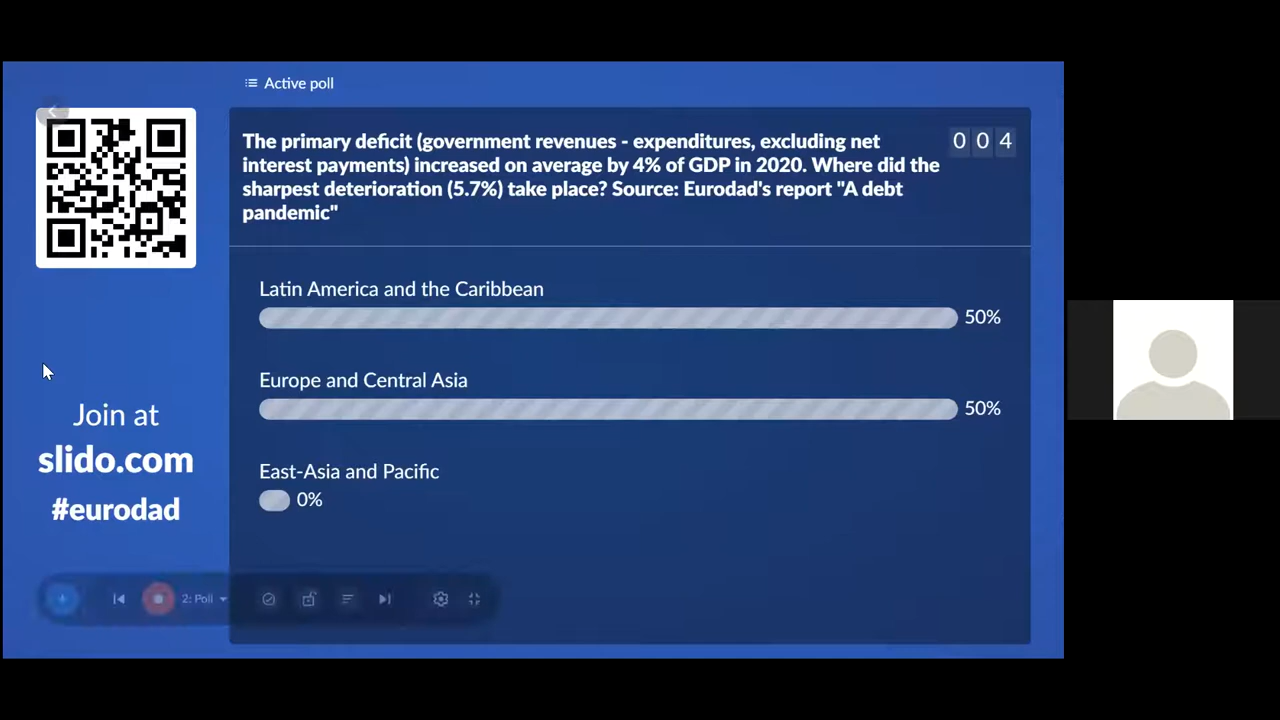 Active poll
The primary deficit (government revenues - expenditures, excluding net
interest payments) increased on average by 4% of GDP in 2020. Where did the
sharpest deterioration (5.7%) take place? Source: Eurodad's report "A debt
pandemic"
004
Latin America and the Caribbean
50%
Europe and Central Asia
50%
East-Asia and Pacific
0%
Join at
slido.com
#eurodad
2: Poll